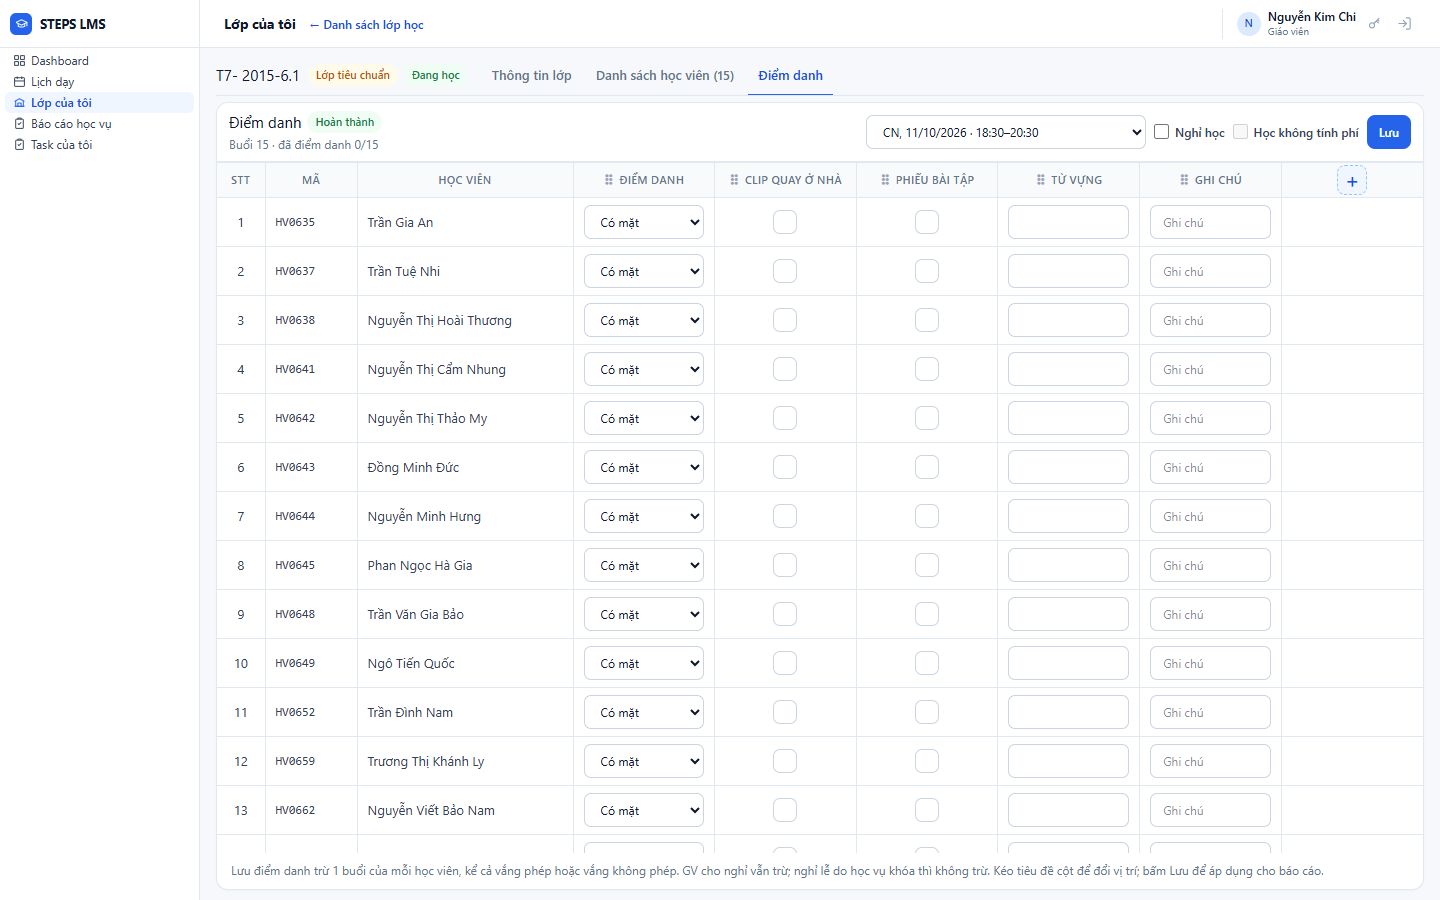 STEPS LMS
Dashboard
Lịch dạy
Lớp của tôi
Báo cáo học vụ
Task của tôi
Lớp của tôi ← Danh sách lớp học
N Nguyễn Kim Chi
Giáo viên
T7- 2015-6.1 Lớp tiêu chuẩn Đang học Thông tin lớp Danh sách học viên (15) Điểm danh
Điểm danh Hoàn thành
Buổi 15 · đã điểm danh 0/15
CN, 11/10/2026 · 18:30–20:30 Nghỉ học Học không tính phí Lưu
STT MÃ HỌC VIÊN ĐIỂM DANH CLIP QUAY Ở NHÀ PHIẾU BÀI TẬP TỪ VỰNG GHI CHÚ +
1 HV0635 Trần Gia An Có mặt Ghi chú
2 HV0637 Trần Tuệ Nhi Có mặt Ghi chú
3 HV0638 Nguyễn Thị Hoài Thương Có mặt Ghi chú
4 HV0641 Nguyễn Thị Cẩm Nhung Có mặt Ghi chú
5 HV0642 Nguyễn Thị Thảo My Có mặt Ghi chú
6 HV0643 Đồng Minh Đức Có mặt Ghi chú
7 HV0644 Nguyễn Minh Hưng Có mặt Ghi chú
8 HV0645 Phan Ngọc Hà Gia Có mặt Ghi chú
9 HV0648 Trần Văn Gia Bảo Có mặt Ghi chú
10 HV0649 Ngô Tiến Quốc Có mặt Ghi chú
11 HV0652 Trần Đình Nam Có mặt Ghi chú
12 HV0659 Trương Thị Khánh Ly Có mặt Ghi chú
13 HV0662 Nguyễn Viết Bảo Nam Có mặt Ghi chú
Lưu điểm danh trừ 1 buổi của mỗi học viên, kể cả vắng phép hoặc vắng không phép. GV cho nghỉ vẫn trừ; nghỉ lễ do học vụ khóa thì không trừ. Kéo tiêu đề cột để đổi vị trí; bấm Lưu để áp dụng cho báo cáo.